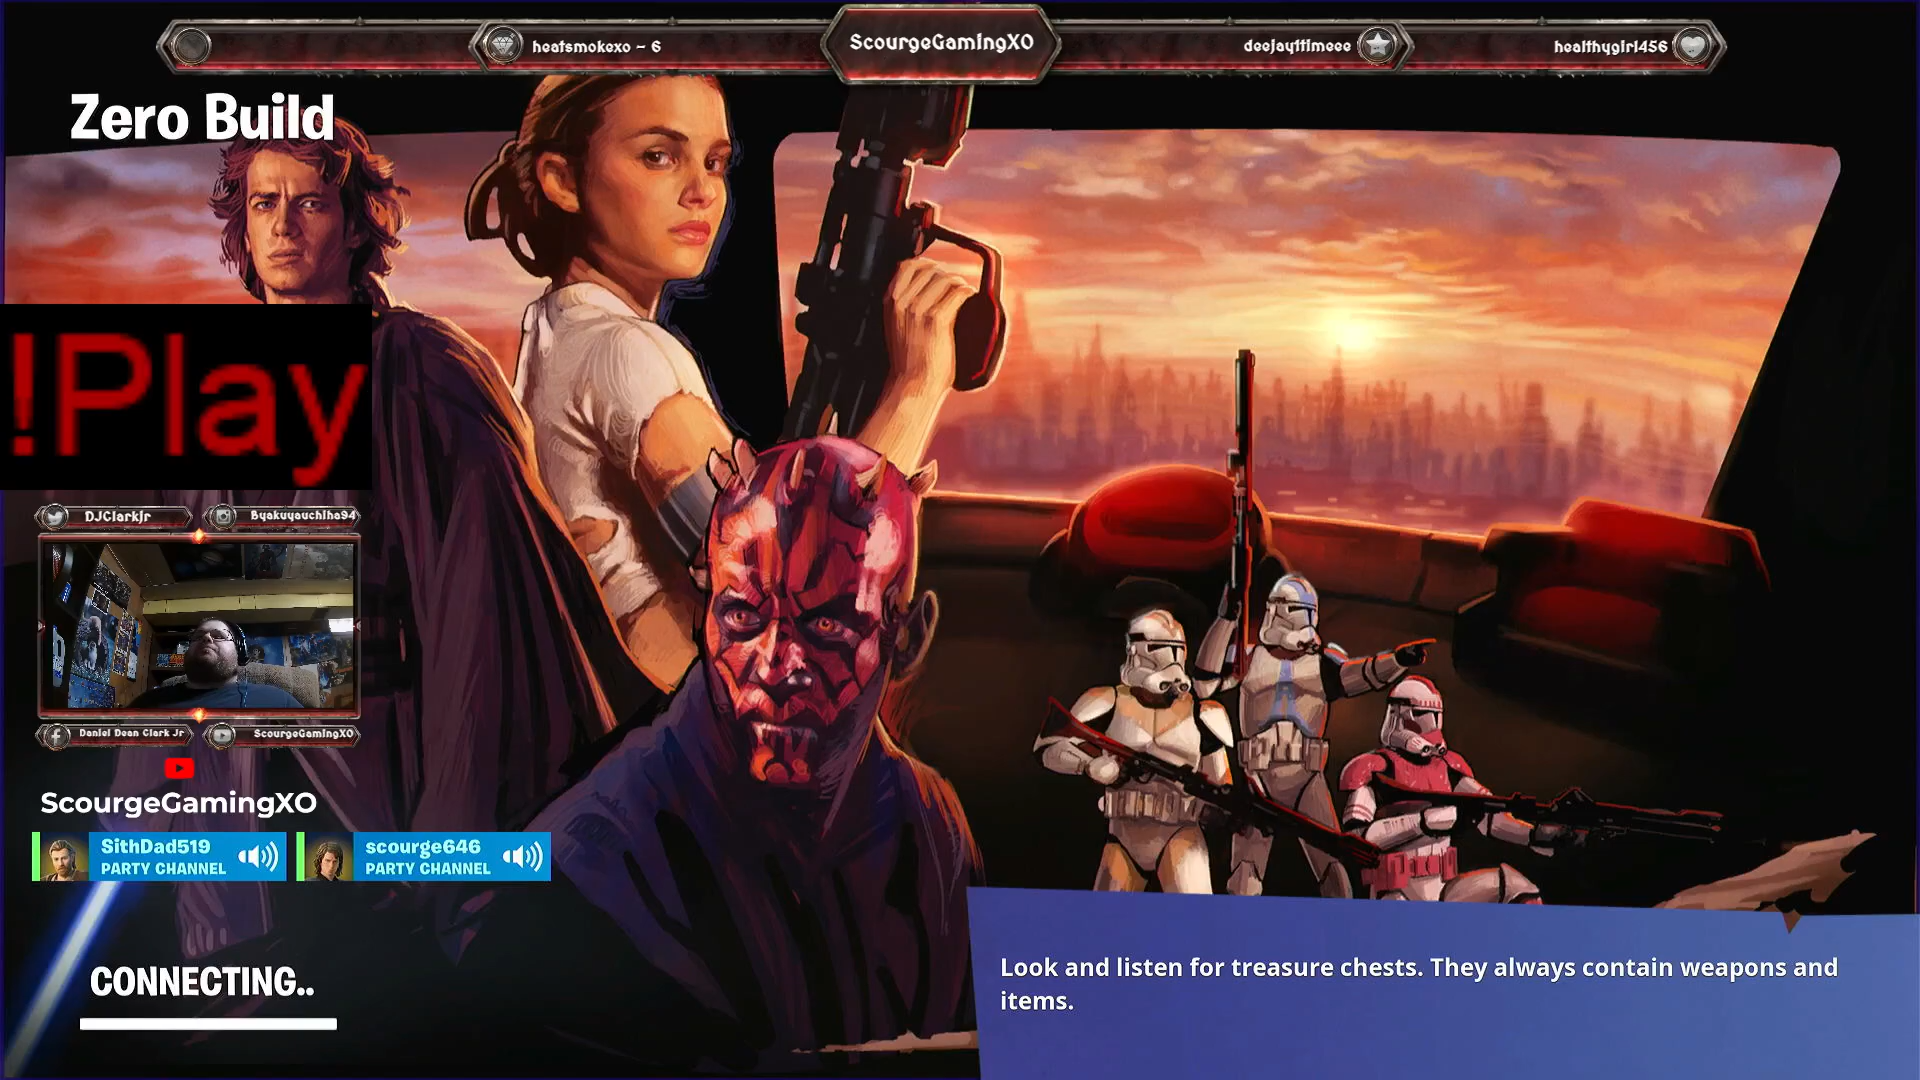 heatsmokexo - 6
ScourgeGamingXO
deejayttimeee
healthygirl456
Zero Build
!Play
DJClarkjr
Byakuyauchiha94
Daniel Dean Clark Jr
ScourgeGamingXO
ScourgeGamingXO
SithDad519
PARTY CHANNEL
scourge646
PARTY CHANNEL
CONNECTING..
Look and listen for treasure chests. They always contain weapons and
items.